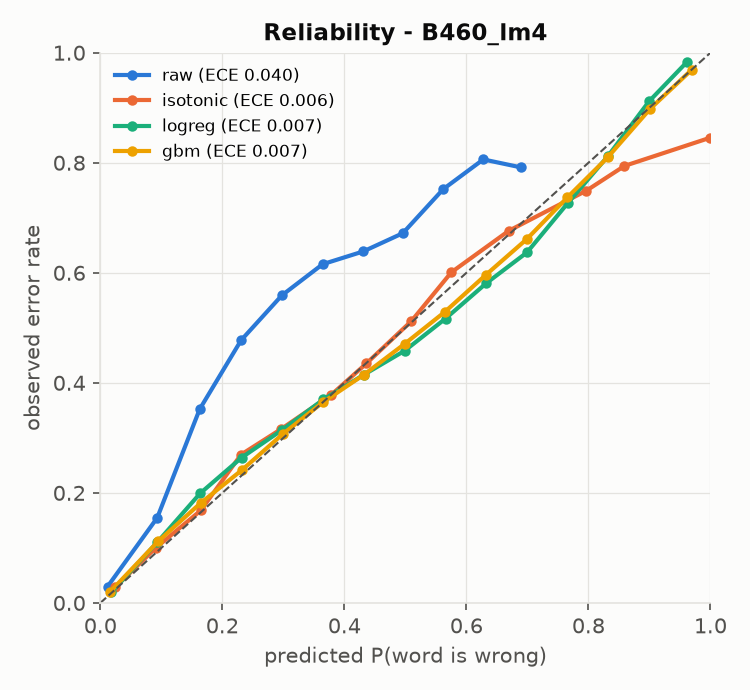 Reliability - B460_lm4
raw (ECE 0.040)
isotonic (ECE 0.006)
logreg (ECE 0.007)
gbm (ECE 0.007)
observed error rate
1.0
0.8
0.6
0.4
0.2
0.0
0.0 0.2 0.4 0.6 0.8 1.0
predicted P(word is wrong)